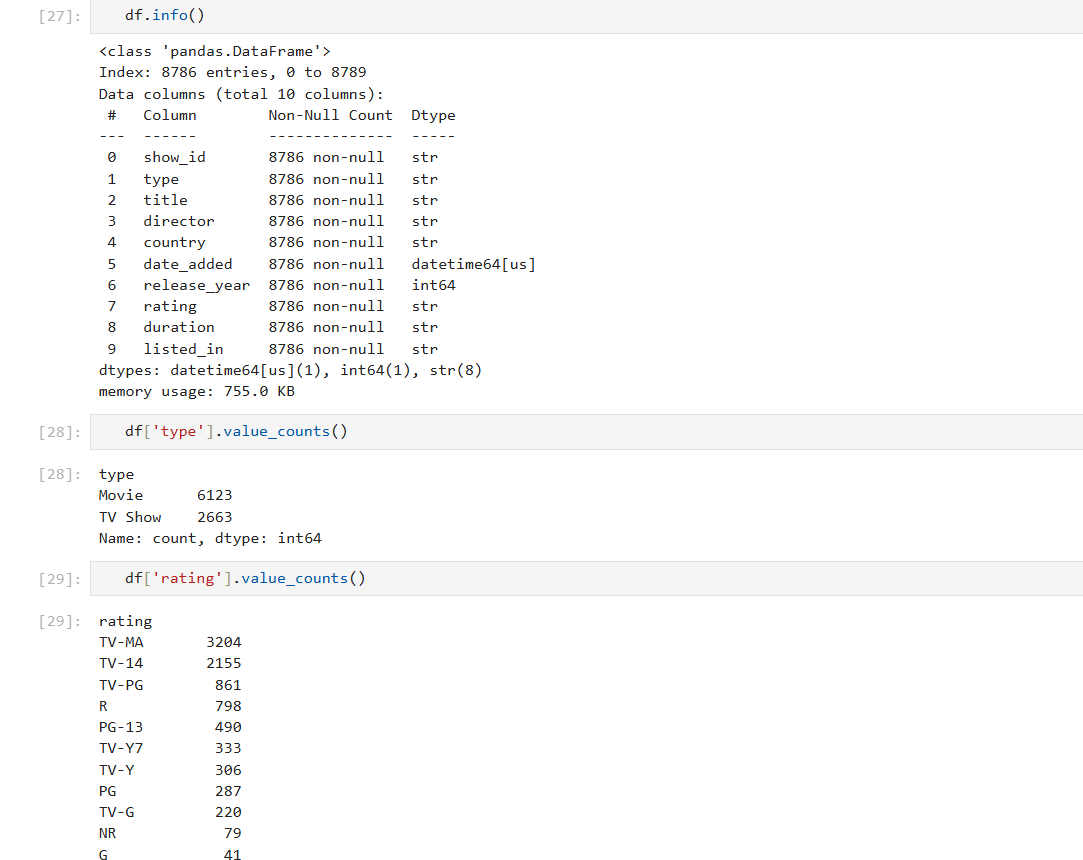 [27]: df.info()
<class 'pandas.DataFrame'>
Index: 8786 entries, 0 to 8789
Data columns (total 10 columns):
 #   Column        Non-Null Count  Dtype
---  ------        --------------  -----
 0   show_id       8786 non-null   str
 1   type          8786 non-null   str
 2   title         8786 non-null   str
 3   director      8786 non-null   str
 4   country       8786 non-null   str
 5   date_added    8786 non-null   datetime64[us]
 6   release_year  8786 non-null   int64
 7   rating        8786 non-null   str
 8   duration      8786 non-null   str
 9   listed_in     8786 non-null   str
dtypes: datetime64[us](1), int64(1), str(8)
memory usage: 755.0 KB
[28]: df['type'].value_counts()
[28]: type
Movie      6123
TV Show    2663
Name: count, dtype: int64
[29]: df['rating'].value_counts()
[29]: rating
TV-MA       3204
TV-14       2155
TV-PG        861
R            798
PG-13        490
TV-Y7        333
TV-Y         306
PG           287
TV-G         220
NR            79
G             41